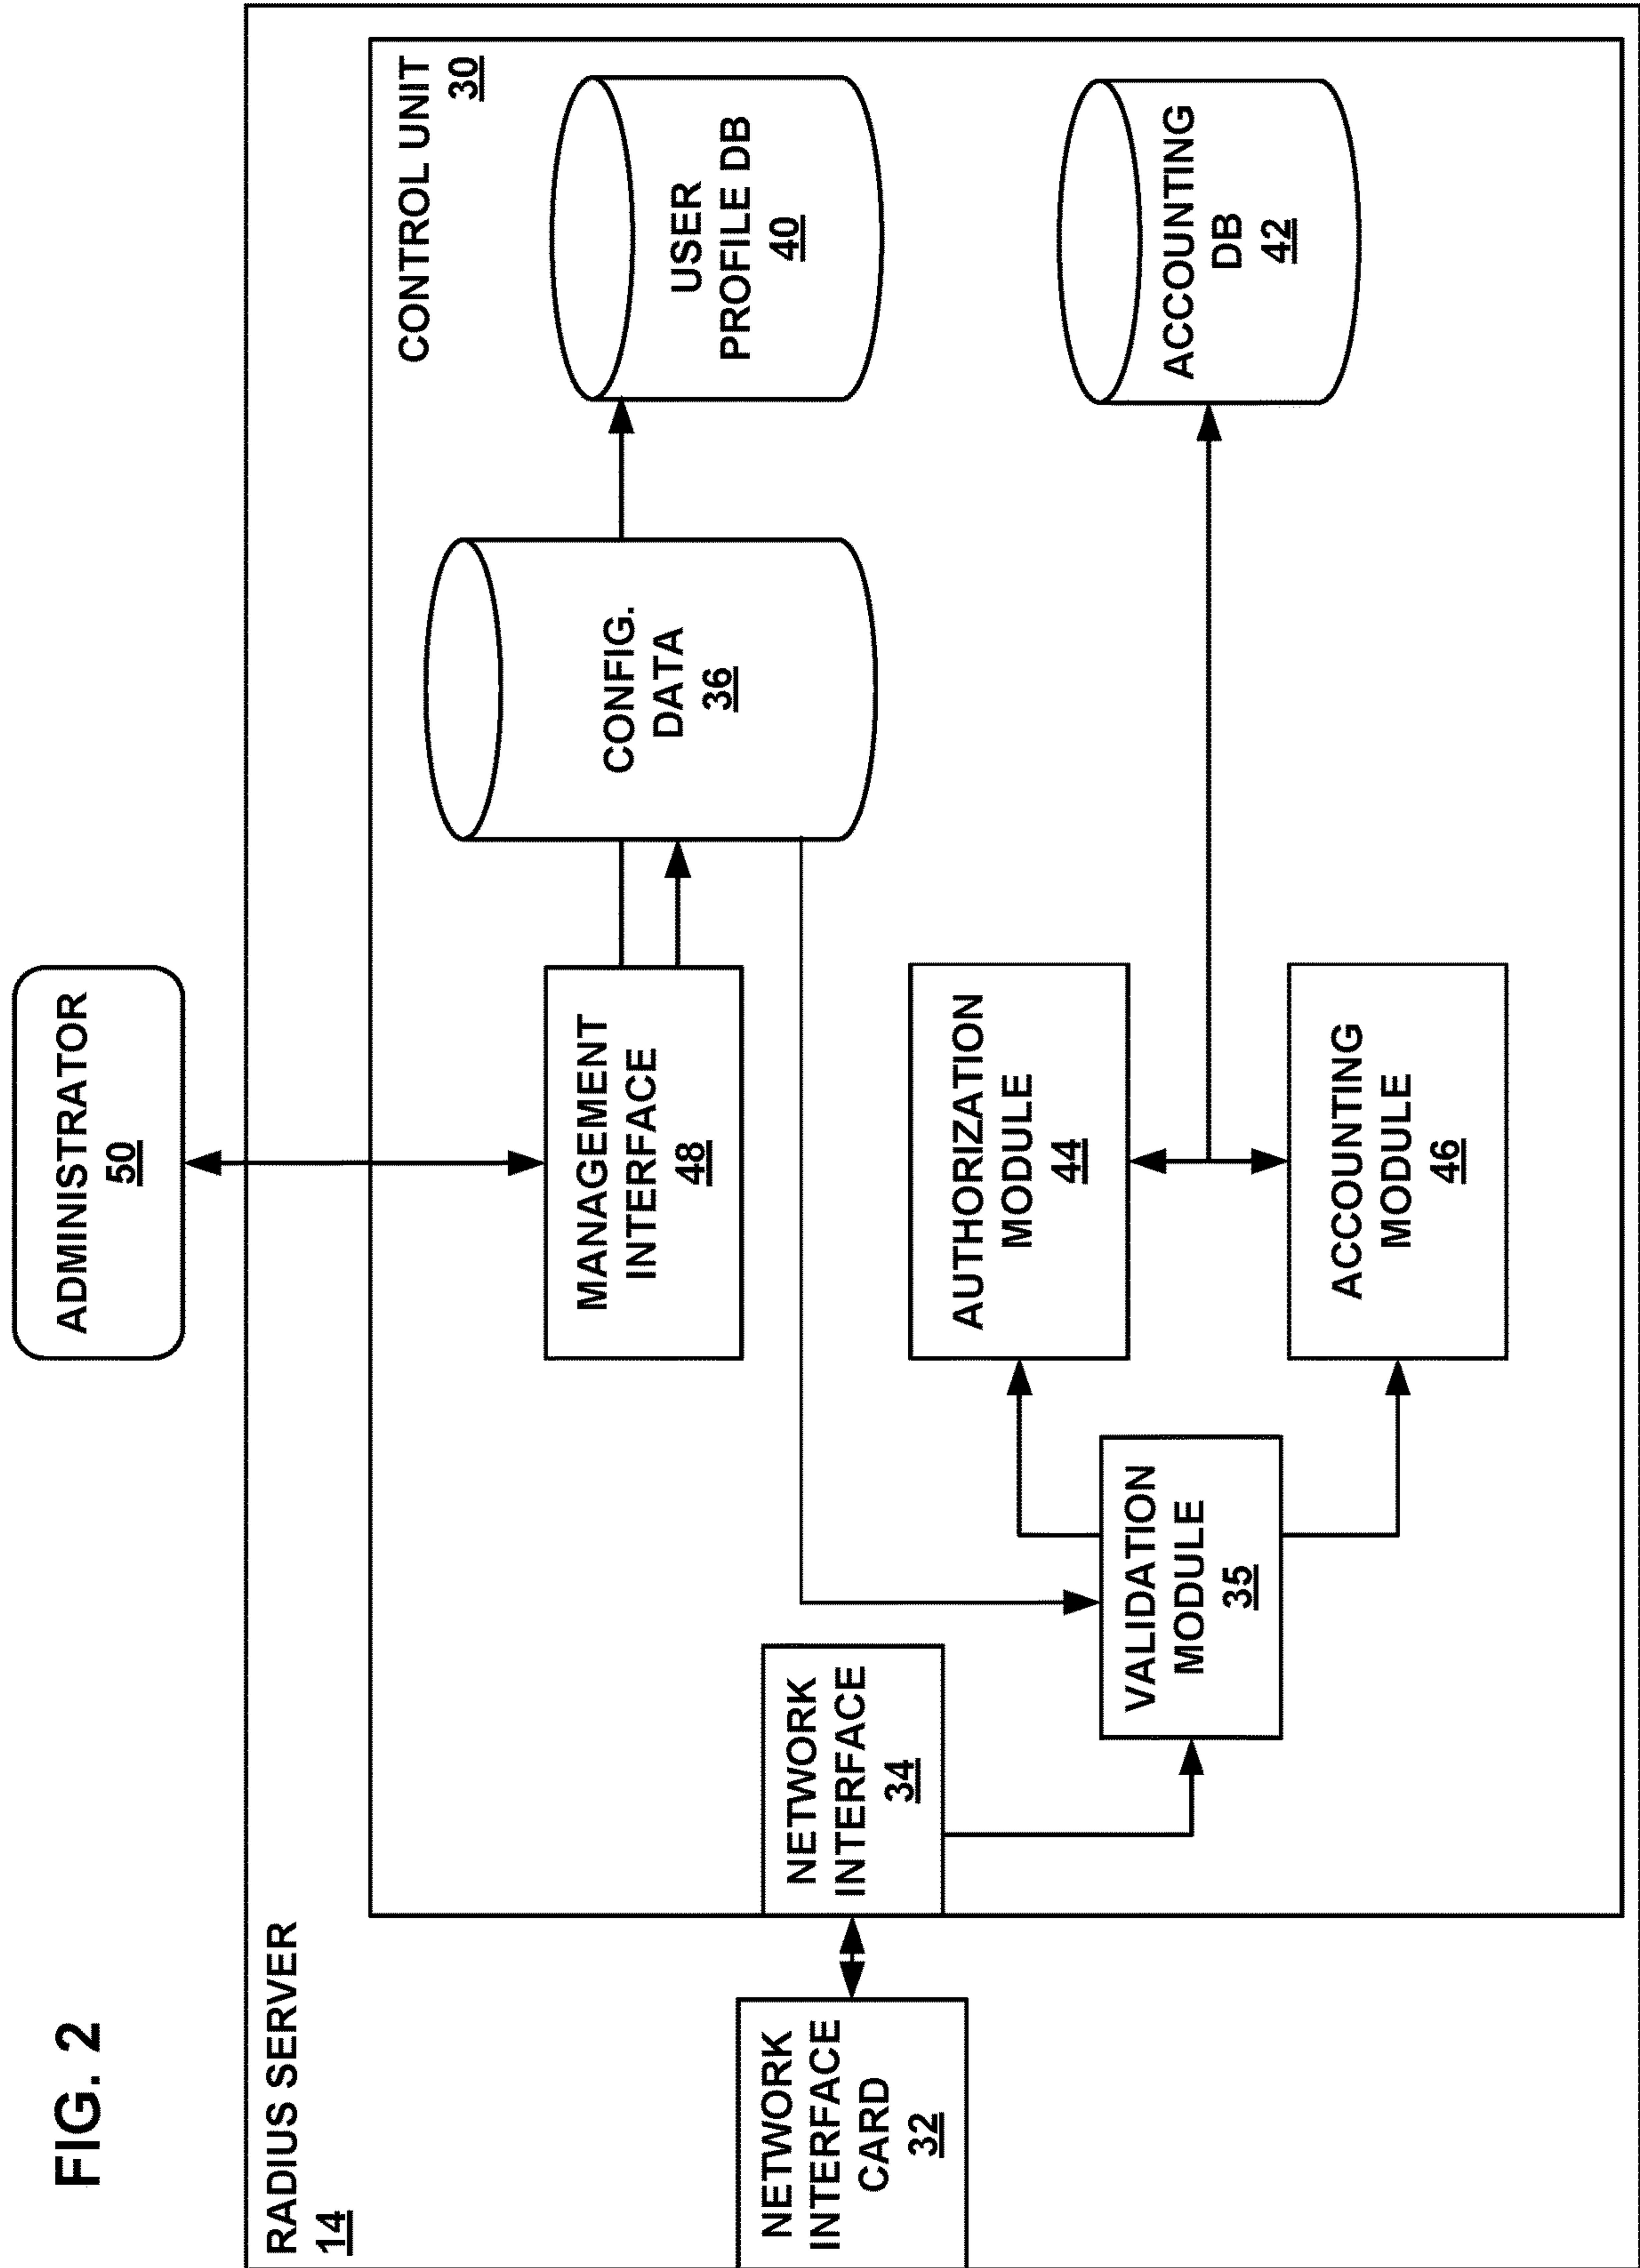 FIG. 2
ADMINISTRATOR
50
RADIUS SERVER
14
CONTROL UNIT
30
MANAGEMENT
INTERFACE
48
CONFIG.
DATA
36
USER
PROFILE DB
40
NETWORK
INTERFACE
CARD
32
NETWORK
INTERFACE
34
VALIDATION
MODULE
35
AUTHORIZATION
MODULE
44
ACCOUNTING
MODULE
46
ACCOUNTING
DB
42